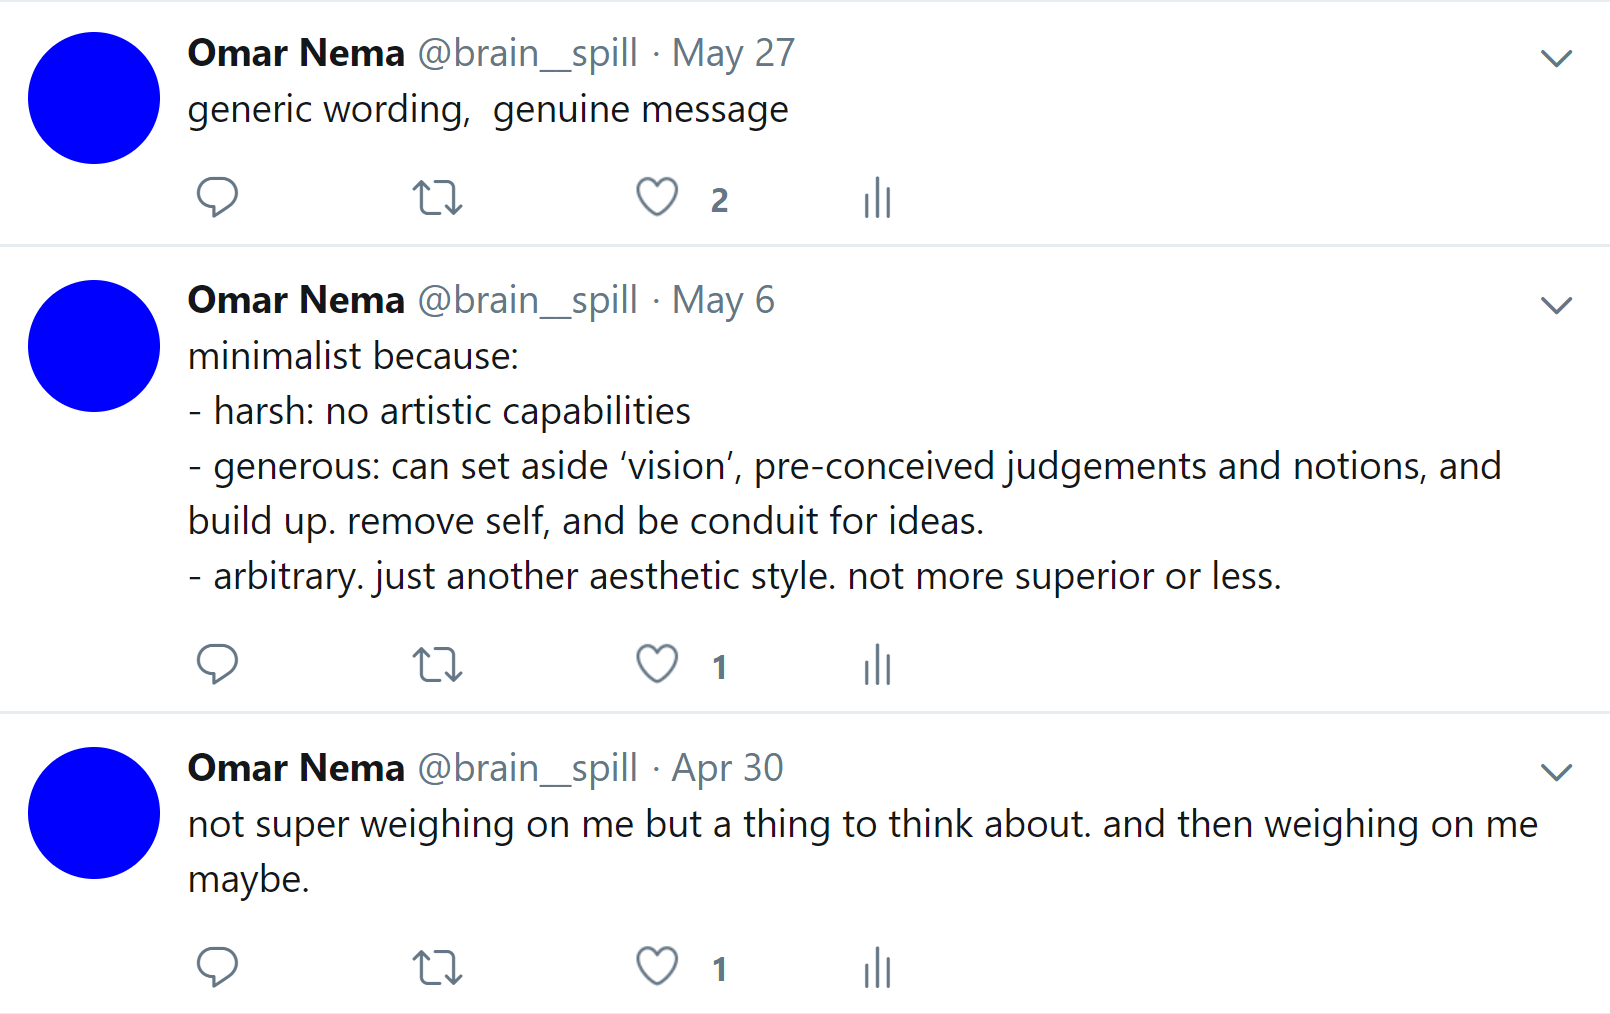 Omar Nema @brain__spill · May 27
generic wording,  genuine message
2
Omar Nema @brain__spill · May 6
minimalist because:
- harsh: no artistic capabilities
- generous: can set aside ‘vision’, pre-conceived judgements and notions, and
build up. remove self, and be conduit for ideas.
- arbitrary. just another aesthetic style. not more superior or less.
1
Omar Nema @brain__spill · Apr 30
not super weighing on me but a thing to think about. and then weighing on me
maybe.
1